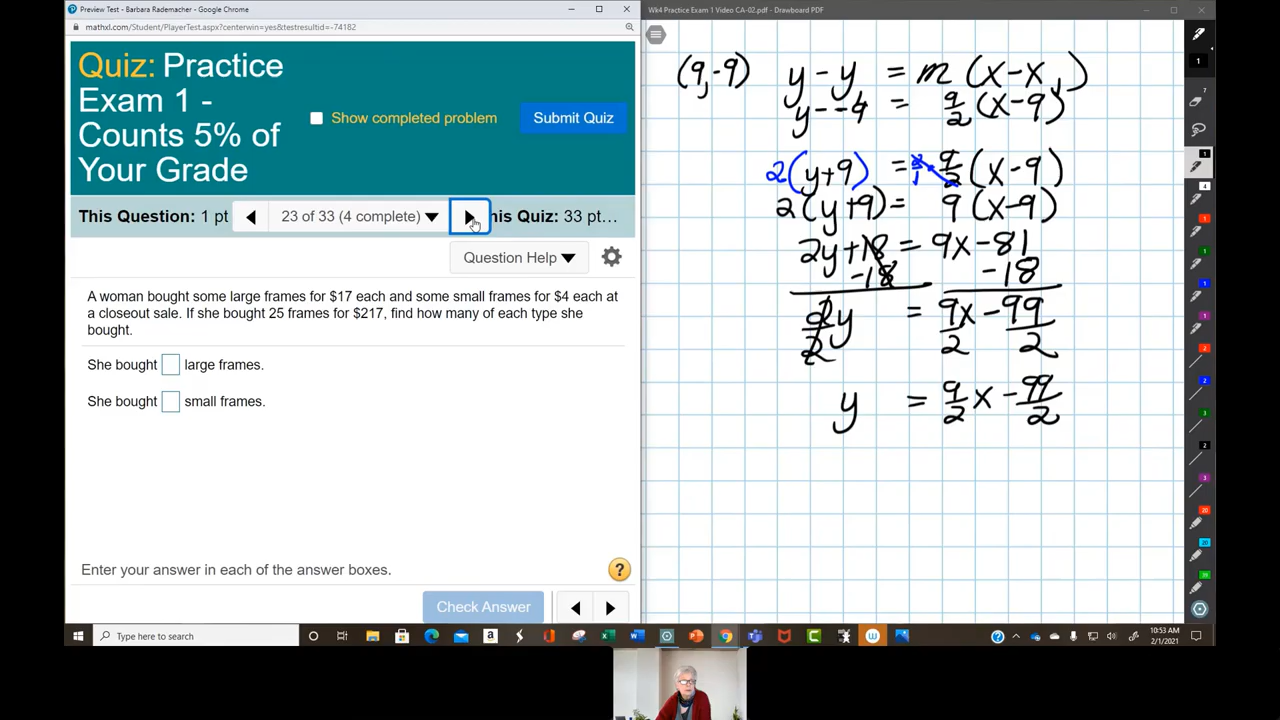 Preview Test - Barbara Rademacher - Google Chrome
mathxl.com/Student/PlayerTest.aspx?centerwin=yes&testresultid=-74182
Quiz: Practice
Exam 1 -
Counts 5% of
Your Grade
Show completed problem
Submit Quiz
This Question: 1 pt
23 of 33 (4 complete)
his Quiz: 33 pt...
Question Help
A woman bought some large frames for $17 each and some small frames for $4 each at
a closeout sale. If she bought 25 frames for $217, find how many of each type she
bought.
She bought large frames.
She bought small frames.
Enter your answer in each of the answer boxes.
?
Check Answer
Wk4 Practice Exam 1 Video CA-02.pdf - Drawboard PDF
(9,-9) y - y = m (x - x,)
y - -9 = 9/2 (x - 9)
2(y+9) = 2/1 · 9/2 (x - 9)
2(y+9) = 9(x-9)
2y+18 = 9x-81
-18 -18
2y/2 = 9x/2 - 99/2
y = 9/2 x - 99/2
Type here to search
10:53 AM
2/1/2021